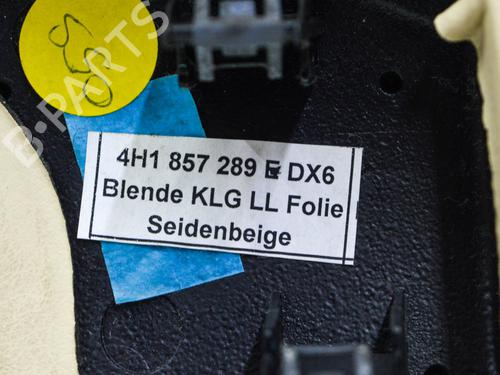 B-PARTS
4H1 857 289 E DX6
Blende KLG LL Folie
Seidenbeige